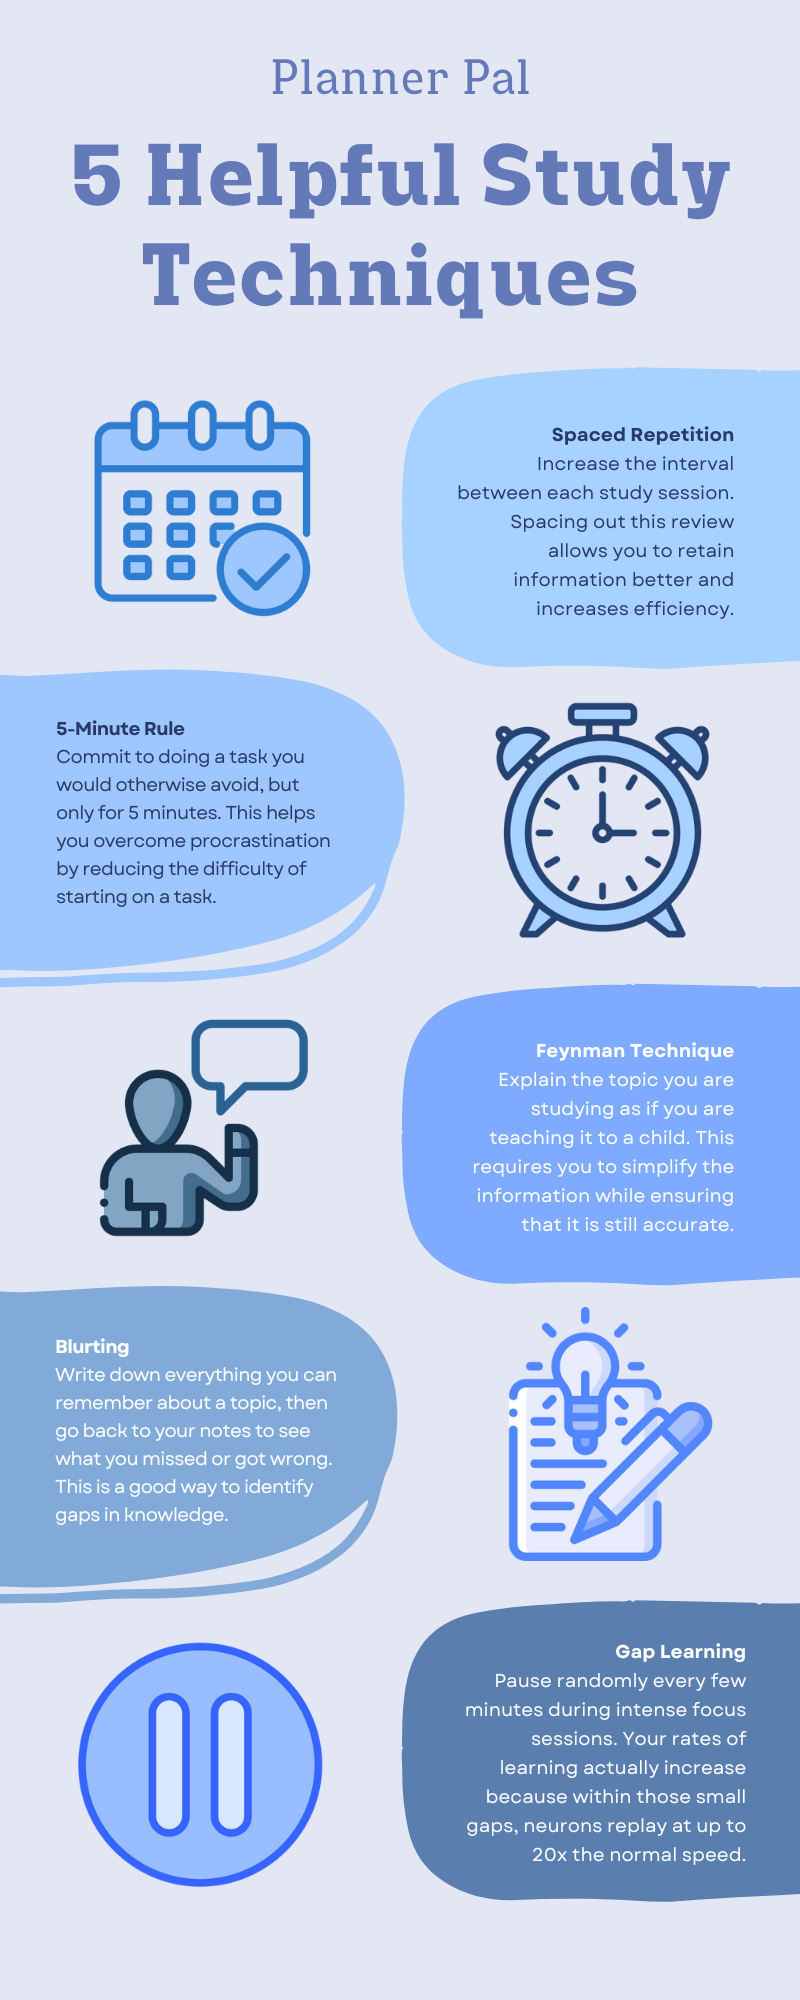 Planner Pal
5 Helpful Study
Techniques
Spaced Repetition
Increase the interval
between each study session.
Spacing out this review
allows you to retain
information better and
increases efficiency.
5-Minute Rule
Commit to doing a task you
would otherwise avoid, but
only for 5 minutes. This helps
you overcome procrastination
by reducing the difficulty of
starting on a task.
Feynman Technique
Explain the topic you are
studying as if you are
teaching it to a child. This
requires you to simplify the
information while ensuring
that it is still accurate.
Blurting
Write down everything you can
remember about a topic, then
go back to your notes to see
what you missed or got wrong.
This is a good way to identify
gaps in knowledge.
Gap Learning
Pause randomly every few
minutes during intense focus
sessions. Your rates of
learning actually increase
because within those small
gaps, neurons replay at up to
20x the normal speed.